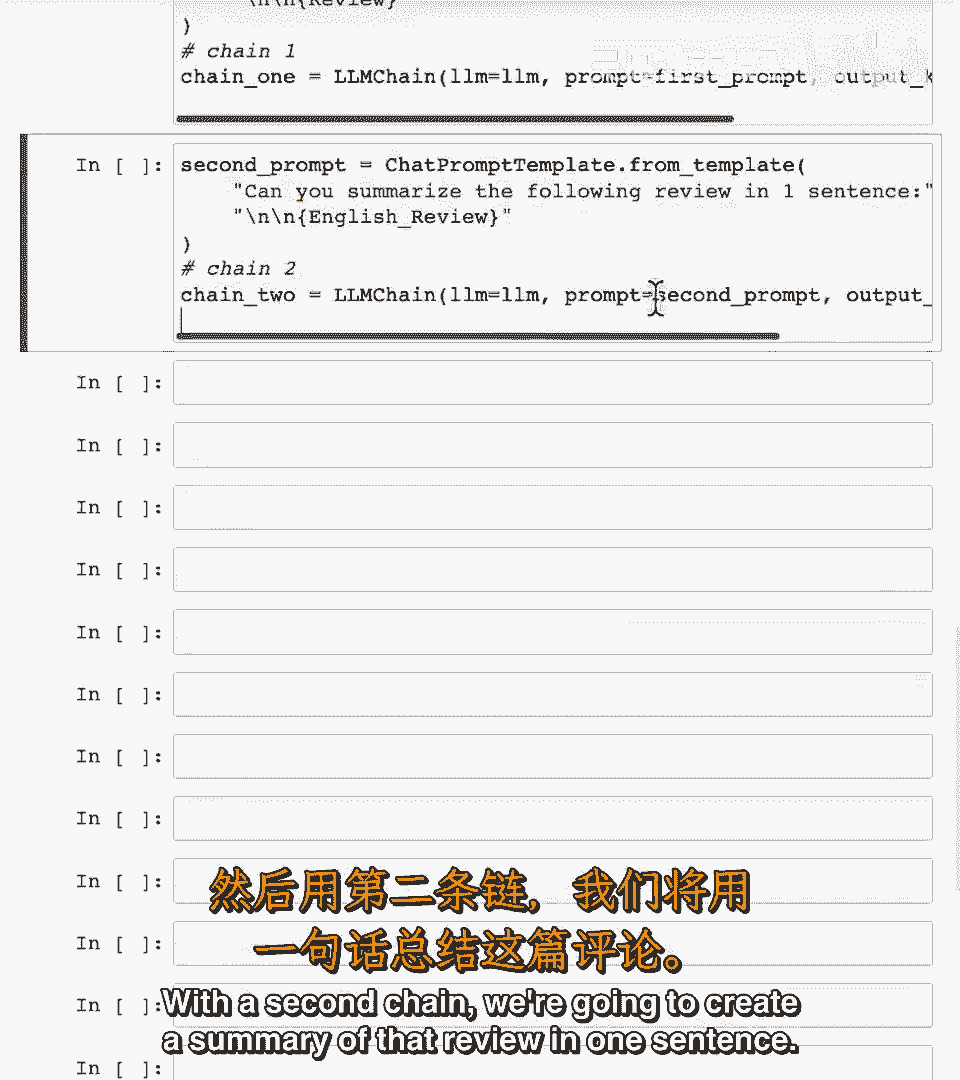 \n\n{Review}"
)
# chain 1
chain_one = LLMChain(llm=llm, prompt=first_prompt, output_k
In [ ]: second_prompt = ChatPromptTemplate.from_template(
"Can you summarize the following review in 1 sentence:"
"\n\n{English_Review}"
)
# chain 2
chain_two = LLMChain(llm=llm, prompt=second_prompt, output_
In [ ]:
In [ ]:
In [ ]:
In [ ]:
In [ ]:
In [ ]:
In [ ]:
In [ ]:
In [ ]:
然后用第二条链，我们将用
In [ ]:
一句话总结这篇评论。
In [ ]:
With a second chain, we're going to create
a summary of that review in one sentence.
In [ ]: